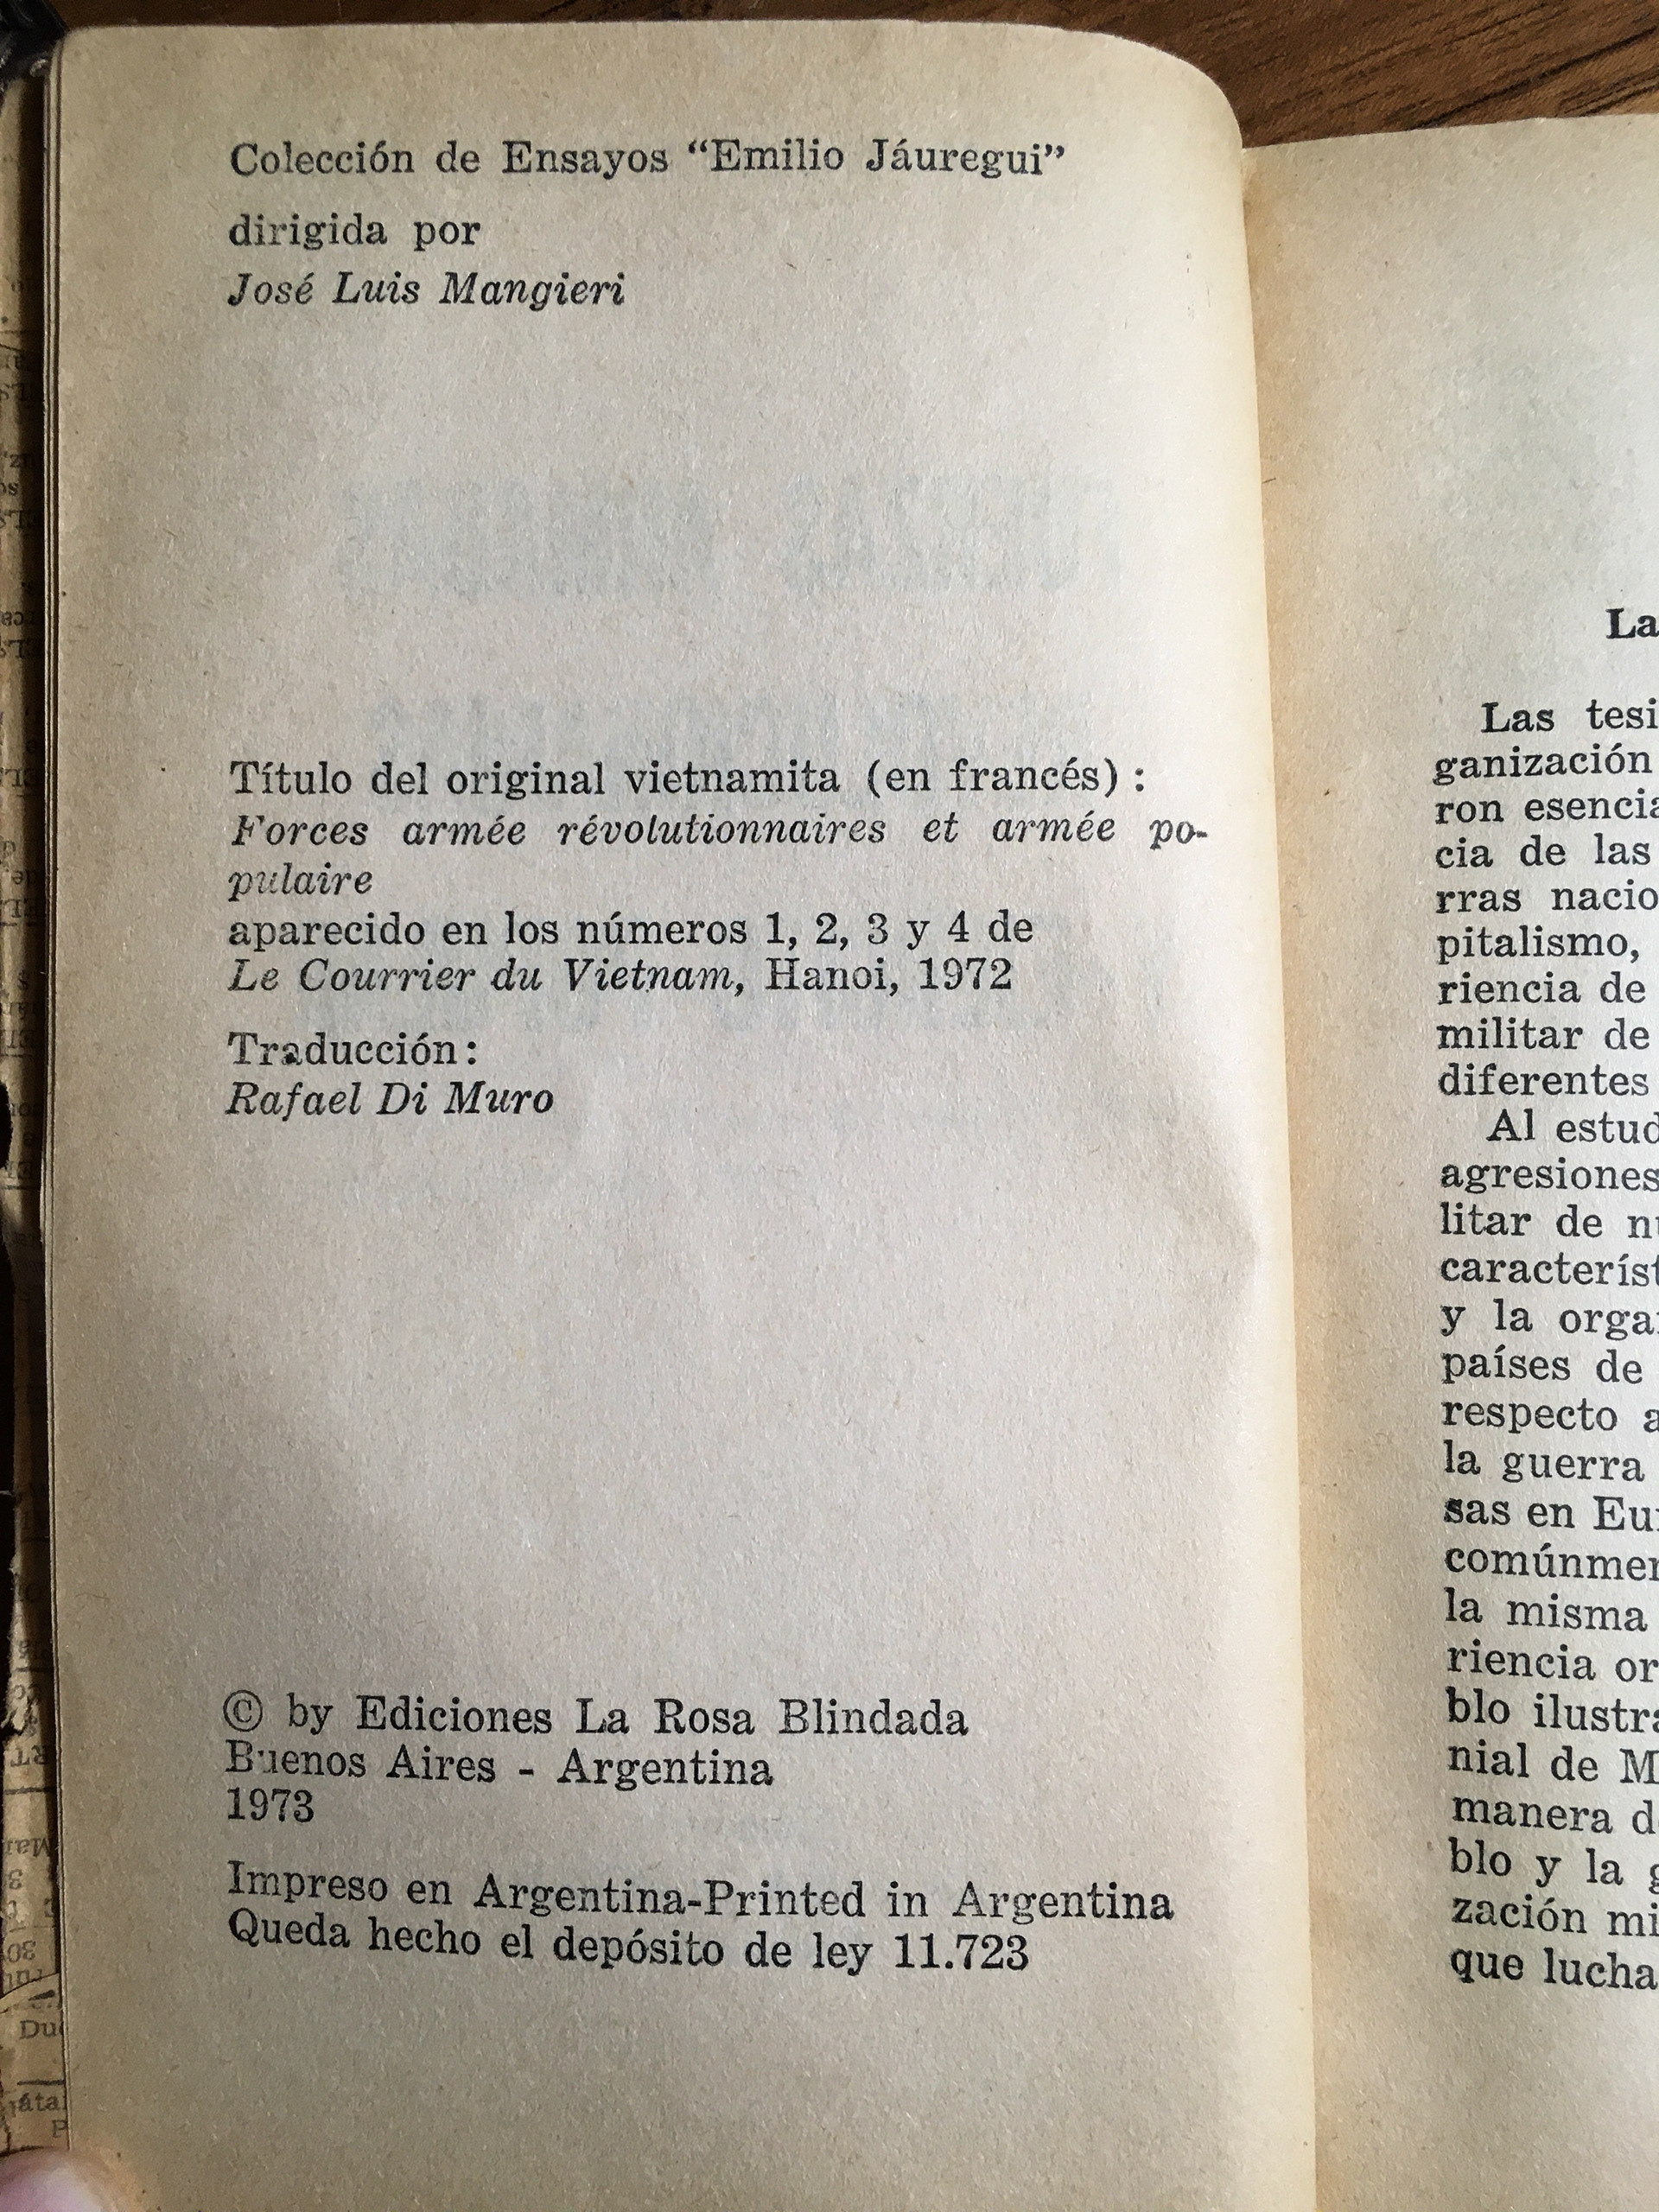 Colección de Ensayos “Emilio Jáuregui”
dirigida por
José Luis Mangieri
Título del original vietnamita (en francés) :
Forces armée révolutionnaires et armée po-
pulaire
aparecido en los números 1, 2, 3 y 4 de
Le Courrier du Vietnam, Hanoi, 1972
Traducción:
Rafael Di Muro
© by Ediciones La Rosa Blindada
Buenos Aires - Argentina
1973
Impreso en Argentina-Printed in Argentina
Queda hecho el depósito de ley 11.723
La
Las tesi
ganización
ron esencia
cia de las
rras nacio
pitalismo,
riencia de
militar de
diferentes
Al estud
agresiones
litar de nu
característ
y la orga
países de
respecto a
la guerra
sas en Eu
comúnmen
la misma
riencia or
blo ilustra
nial de M
manera de
blo y la g
zación mi
que lucha